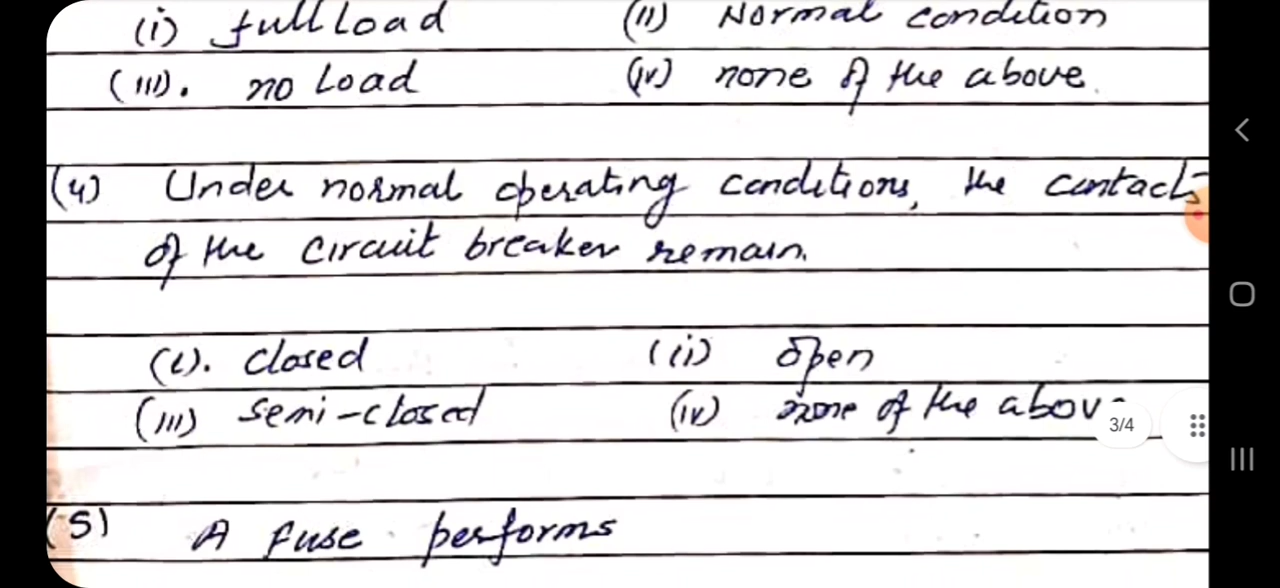 (i) full Load (ii) Normal condition
(iii). no Load (iv) none of the above.
(4) Under normal operating conditions, the contacts
of the circuit breaker remain.
(i). closed (ii) open
(iii) semi-closed (iv) none of the above
3/4
(5) A fuse performs